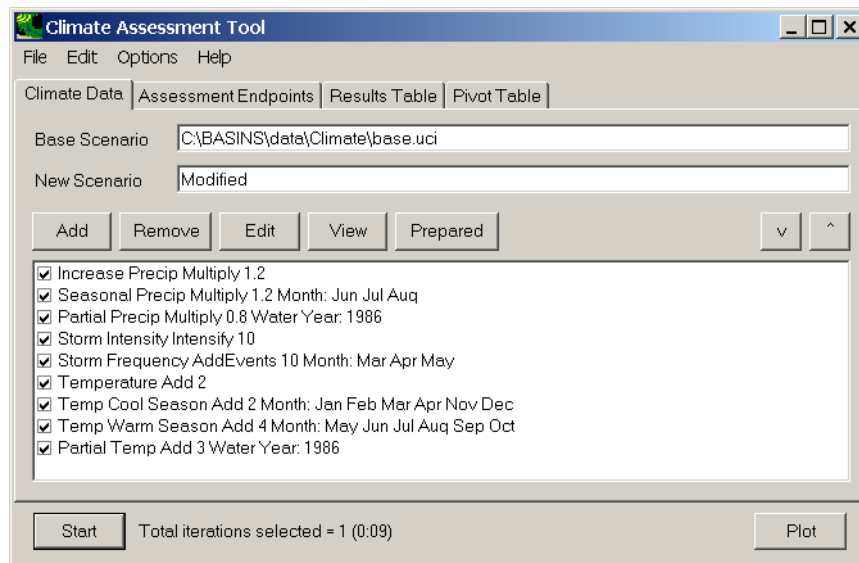 Climate Assessment Tool
File Edit Options Help
Climate Data Assessment Endpoints Results Table Pivot Table
Base Scenario C:\BASINS\data\Climate\base.uci
New Scenario Modified
Add Remove Edit View Prepared v ^
Increase Precip Multiply 1.2
Seasonal Precip Multiply 1.2 Month: Jun Jul Aug
Partial Precip Multiply 0.8 Water Year: 1986
Storm Intensity Intensify 10
Storm Frequency AddEvents 10 Month: Mar Apr May
Temperature Add 2
Temp Cool Season Add 2 Month: Jan Feb Mar Apr Nov Dec
Temp Warm Season Add 4 Month: May Jun Jul Aug Sep Oct
Partial Temp Add 3 Water Year: 1986
Start Total iterations selected = 1 (0:09) Plot